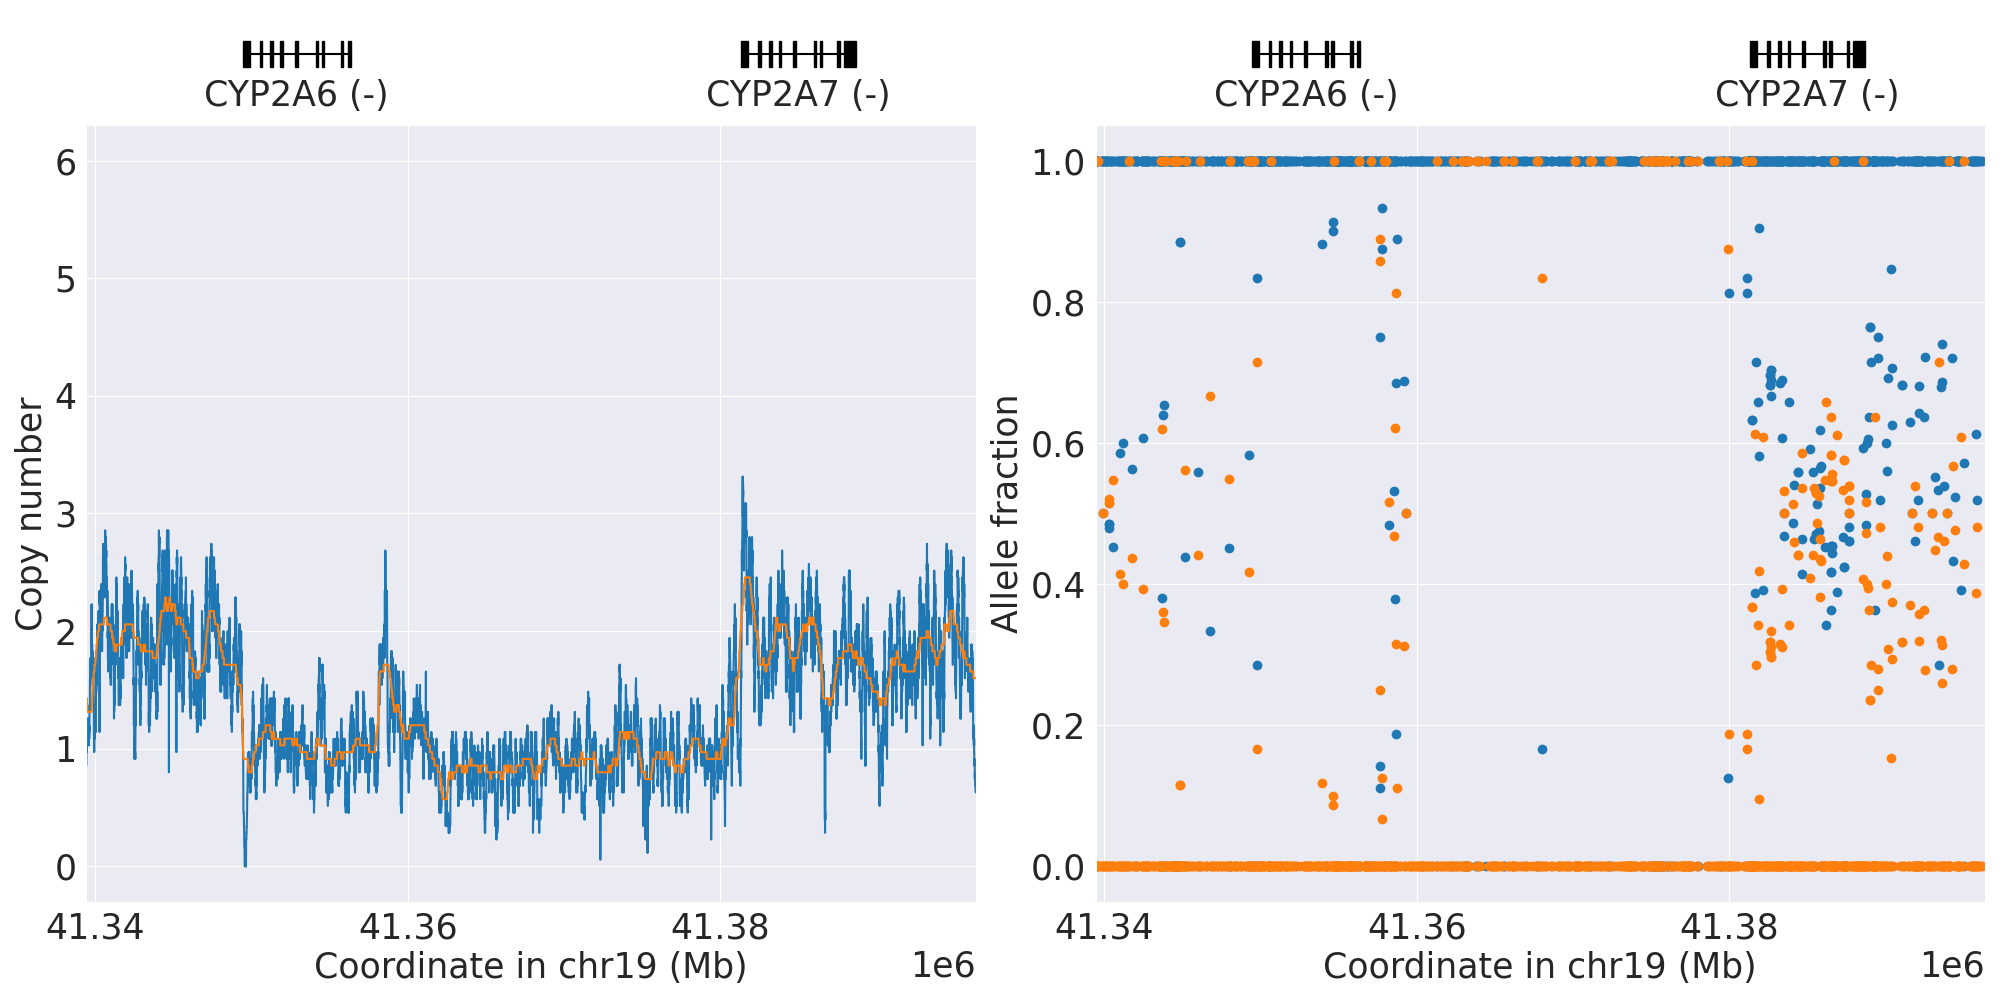 CYP2A6 (-)
CYP2A7 (-)
6
5
4
3
2
1
0
Copy number
41.34
41.36
41.38
Coordinate in chr19 (Mb)
1e6
CYP2A6 (-)
CYP2A7 (-)
1.0
0.8
0.6
0.4
0.2
0.0
Allele fraction
41.34
41.36
41.38
Coordinate in chr19 (Mb)
1e6